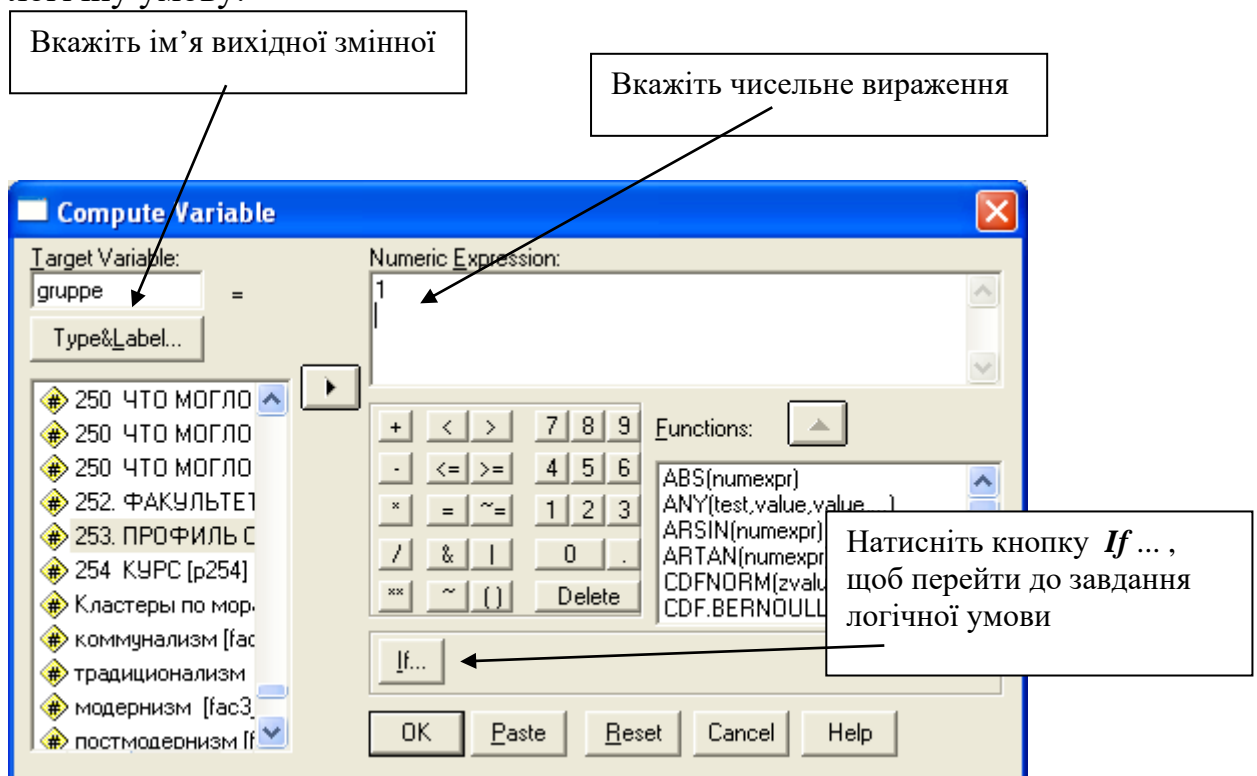 Вкажіть ім’я вихідної змінної
Вкажіть чисельне вираження
Compute Variable
Target Variable:
Numeric Expression:
gruppe
=
1
Type&Label...
250 ЧТО МОГЛО
250 ЧТО МОГЛО
250 ЧТО МОГЛО
252. ФАКУЛЬТЕТ
253. ПРОФИЛЬ С
254 КУРС [p254]
Кластеры по мор
коммунализм [fac
традиционализм
модернизм [fac3_
постмодернизм [f
+ < > 7 8 9
- <= >= 4 5 6
* = ~= 1 2 3
/ & | 0 .
** ~ () Delete
Functions:
ABS(numexpr)
ANY(test,value,value,...)
ARSIN(numexpr)
ARTAN(numexpr
CDFNORM(zvalu
CDF.BERNOULL
Натисніть кнопку If ... ,
щоб перейти до завдання
логічної умови
If...
OK Paste Reset Cancel Help